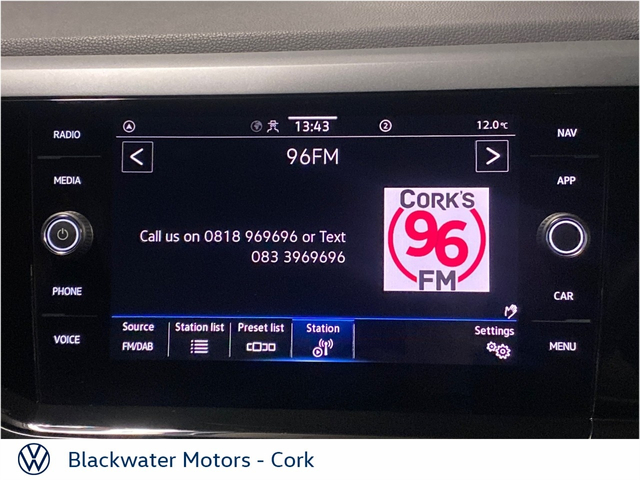 RADIO
MEDIA
PHONE
VOICE
13:43
2
12.0°C
96FM
Call us on 0818 969696 or Text
083 3969696
CORK'S
96
FM
Source
FM/DAB
Station list
Preset list
Station
Settings
NAV
APP
CAR
MENU
Blackwater Motors - Cork